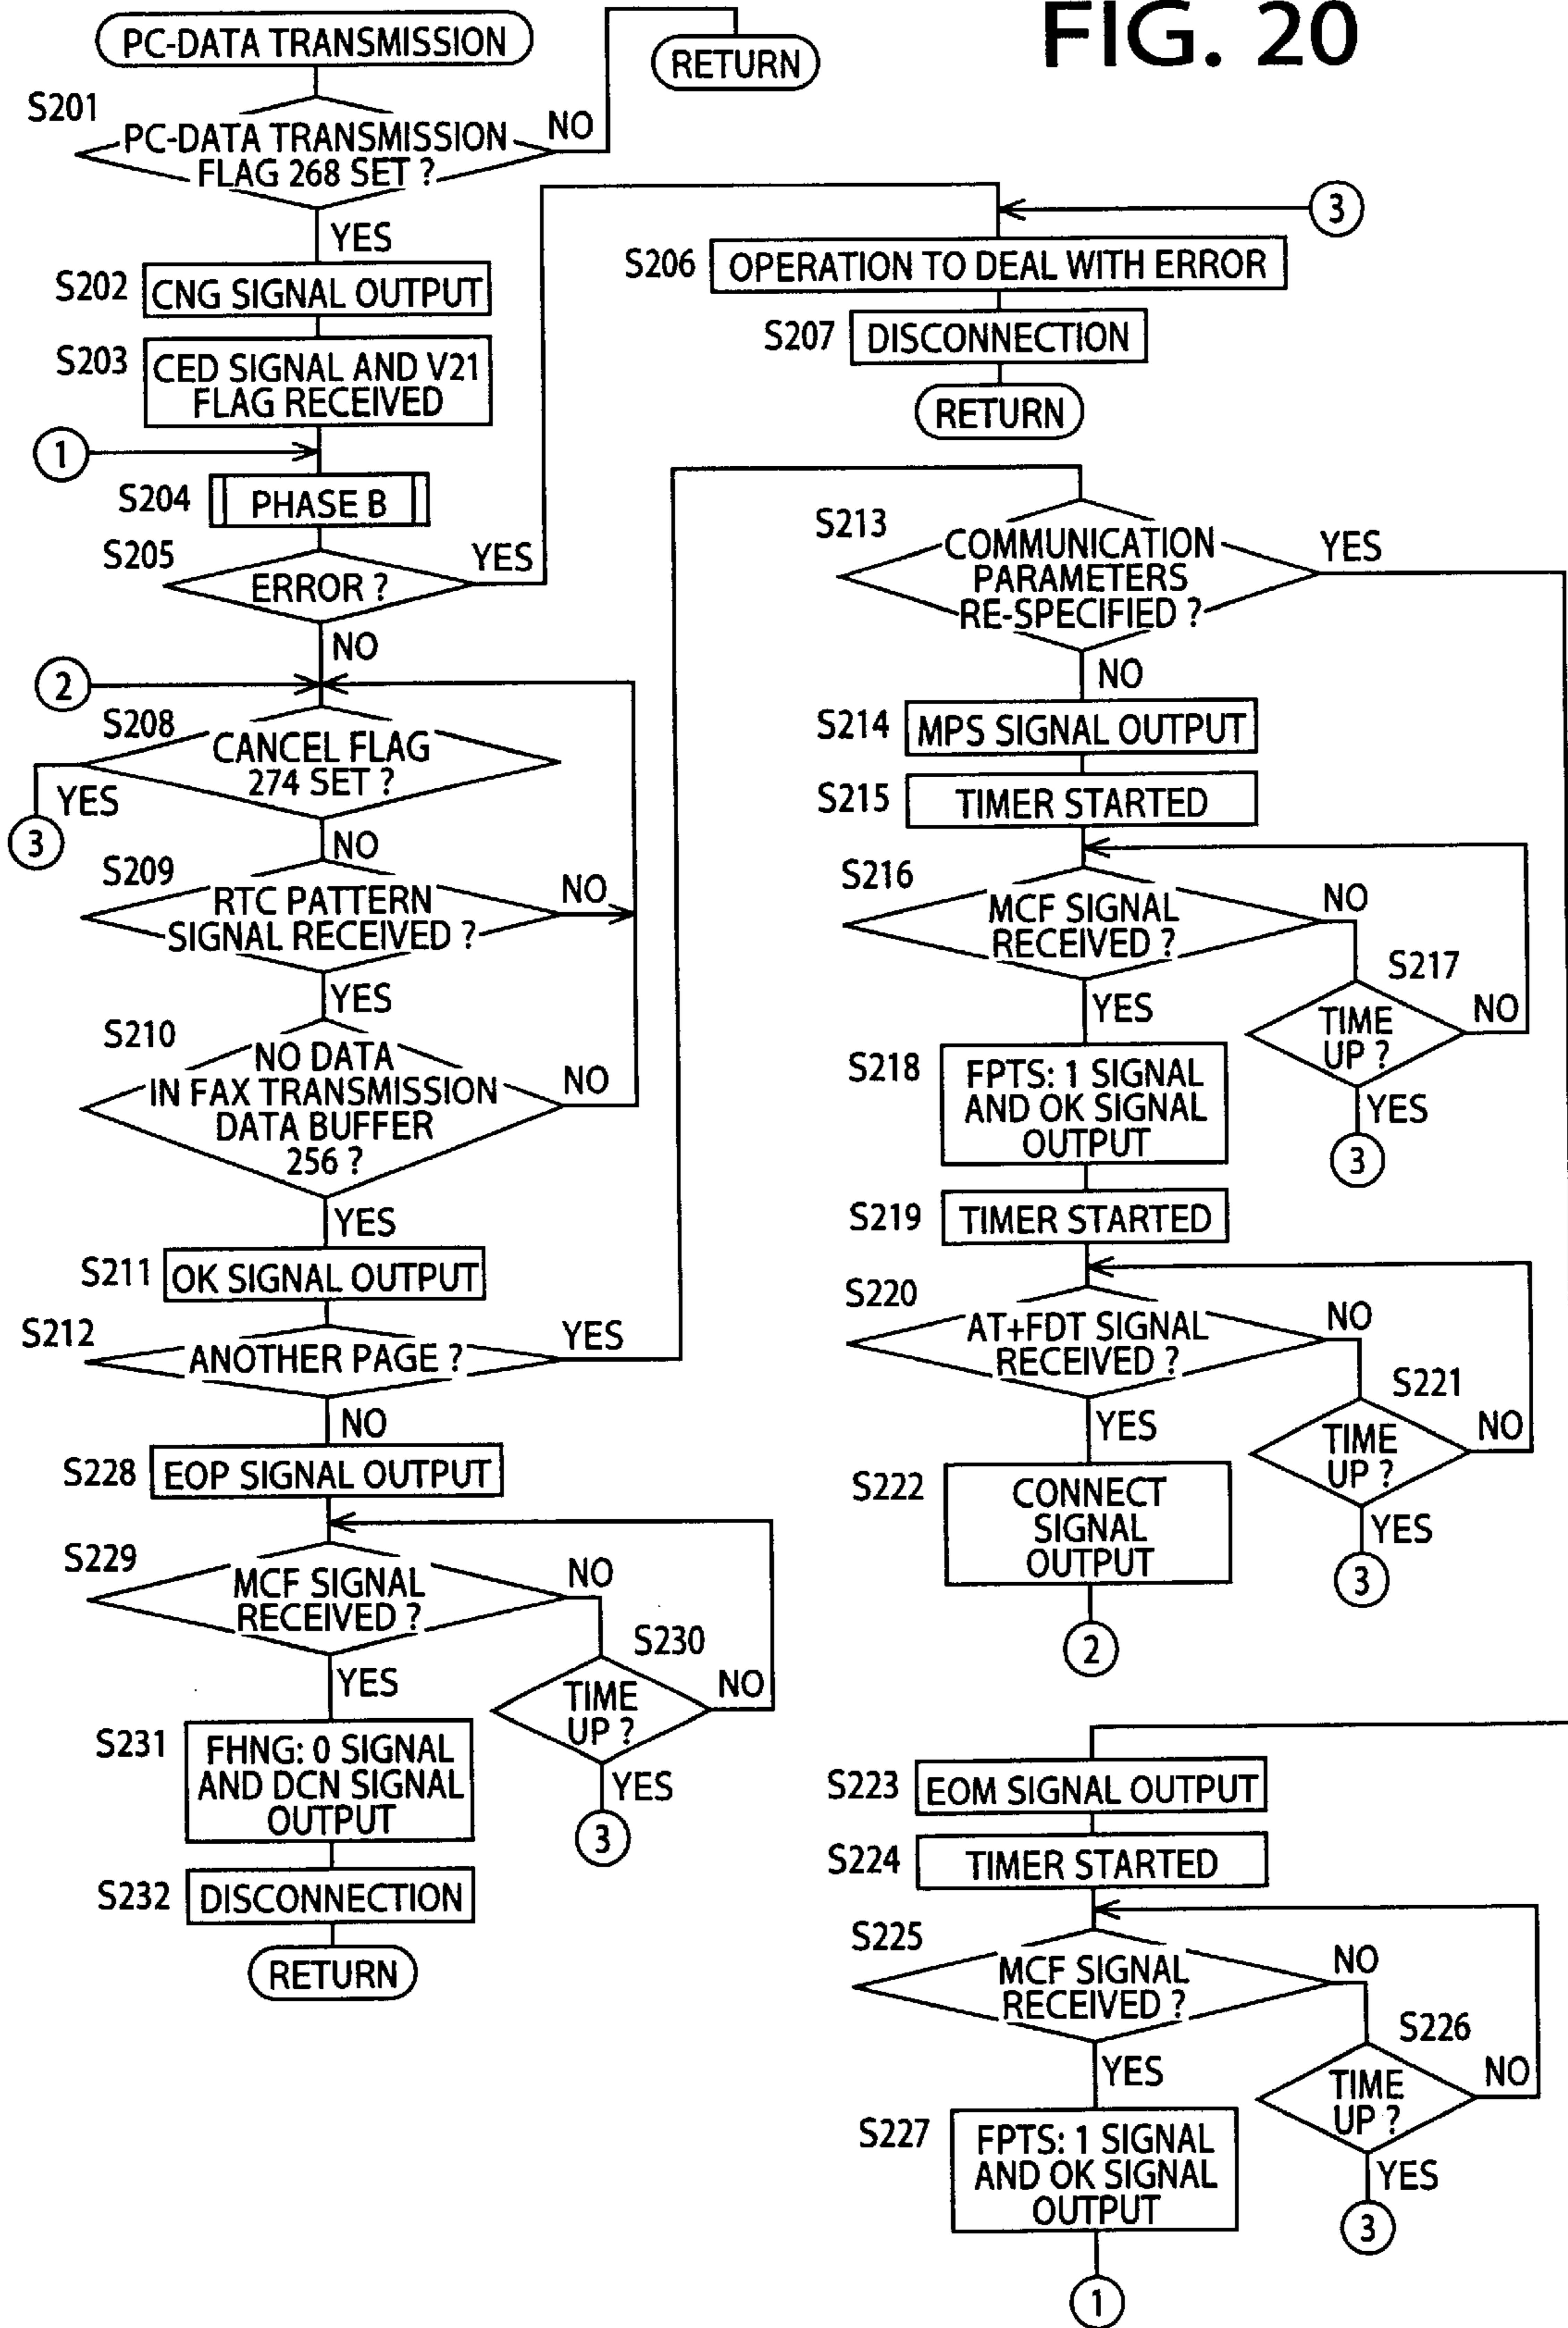 FIG. 20
PC-DATA TRANSMISSION
RETURN
S201
PC-DATA TRANSMISSION
FLAG 268 SET ?
NO
YES
S202
CNG SIGNAL OUTPUT
S203
CED SIGNAL AND V21
FLAG RECEIVED
1
S204
PHASE B
S205
ERROR ?
YES
NO
3
S206
OPERATION TO DEAL WITH ERROR
S207
DISCONNECTION
RETURN
2
S208
CANCEL FLAG
274 SET ?
YES
3
NO
S209
RTC PATTERN
SIGNAL RECEIVED ?
NO
YES
S210
NO DATA
IN FAX TRANSMISSION
DATA BUFFER
256 ?
NO
YES
S211
OK SIGNAL OUTPUT
S212
ANOTHER PAGE ?
YES
NO
S228
EOP SIGNAL OUTPUT
S229
MCF SIGNAL
RECEIVED ?
NO
S230
TIME
UP ?
NO
YES
3
YES
S231
FHNG: 0 SIGNAL
AND DCN SIGNAL
OUTPUT
S232
DISCONNECTION
RETURN
S213
COMMUNICATION
PARAMETERS
RE-SPECIFIED ?
YES
NO
S214
MPS SIGNAL OUTPUT
S215
TIMER STARTED
S216
MCF SIGNAL
RECEIVED ?
NO
S217
TIME
UP ?
NO
YES
3
YES
S218
FPTS: 1 SIGNAL
AND OK SIGNAL
OUTPUT
S219
TIMER STARTED
S220
AT+FDT SIGNAL
RECEIVED ?
NO
S221
TIME
UP ?
NO
YES
3
YES
S222
CONNECT
SIGNAL
OUTPUT
2
S223
EOM SIGNAL OUTPUT
S224
TIMER STARTED
S225
MCF SIGNAL
RECEIVED ?
NO
S226
TIME
UP ?
NO
YES
3
YES
S227
FPTS: 1 SIGNAL
AND OK SIGNAL
OUTPUT
1